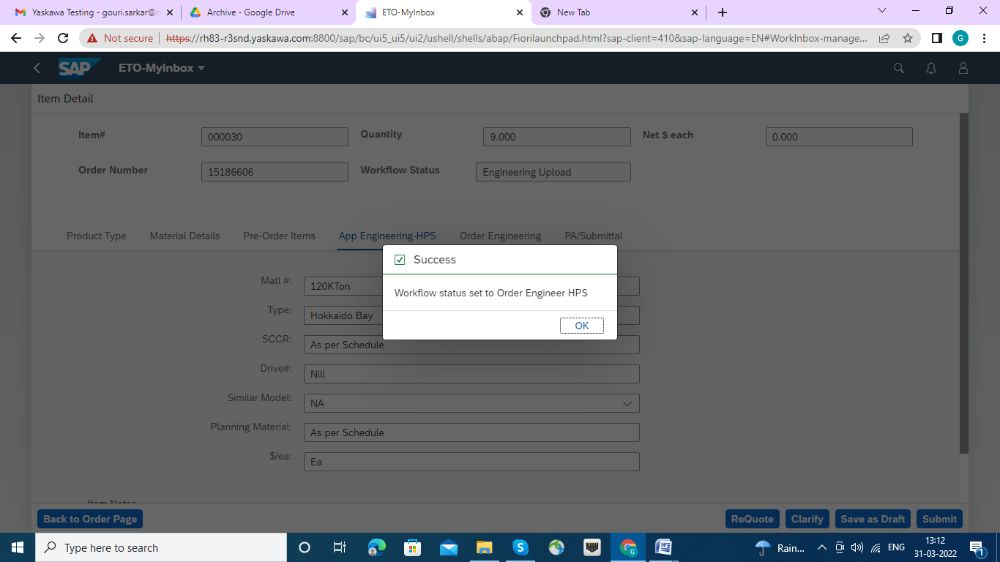 Yaskawa Testing - gouri.sarkar@n
Archive - Google Drive
ETO-MyInbox
New Tab
Not secure
https://rh83-r3snd.yaskawa.com:8800/sap/bc/ui5_ui5/ui2/ushell/shells/abap/Fiorilaunchpad.html?sap-client=410&sap-language=EN#WorkInbox-manage...
G
SAP
ETO-MyInbox
Item Detail
Item#
000030
Quantity
9.000
Net $ each
0.000
Order Number
15186606
Workflow Status
Engineering Upload
Product Type
Material Details
Pre-Order Items
App Engineering-HPS
Order Engineering
PA/Submittal
Success
Workflow status set to Order Engineer HPS
OK
Matl #:
120KTon
Type:
Hokkaido Bay
SCCR:
As per Schedule
Drive#:
Nill
Similar Model:
NA
Planning Material:
As per Schedule
$/ea:
Ea
Item Notes
Back to Order Page
ReQuote
Clarify
Save as Draft
Submit
Type here to search
Rain...
ENG
13:12
31-03-2022
1